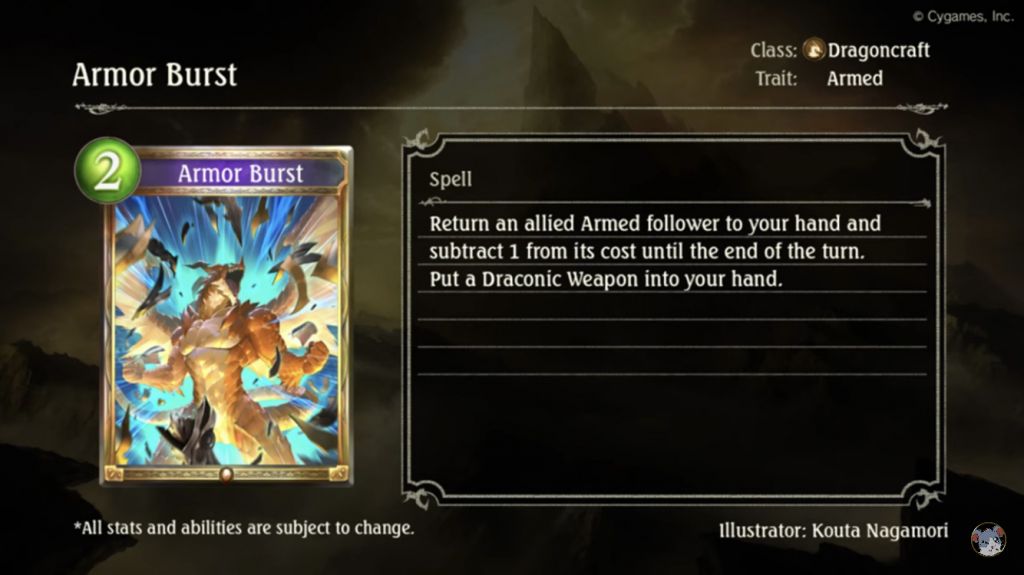 © Cygames, Inc.
Armor Burst
Class: Dragoncraft
Trait: Armed
2
Armor Burst
Spell
Return an allied Armed follower to your hand and
subtract 1 from its cost until the end of the turn.
Put a Draconic Weapon into your hand.
*All stats and abilities are subject to change.
Illustrator: Kouta Nagamori